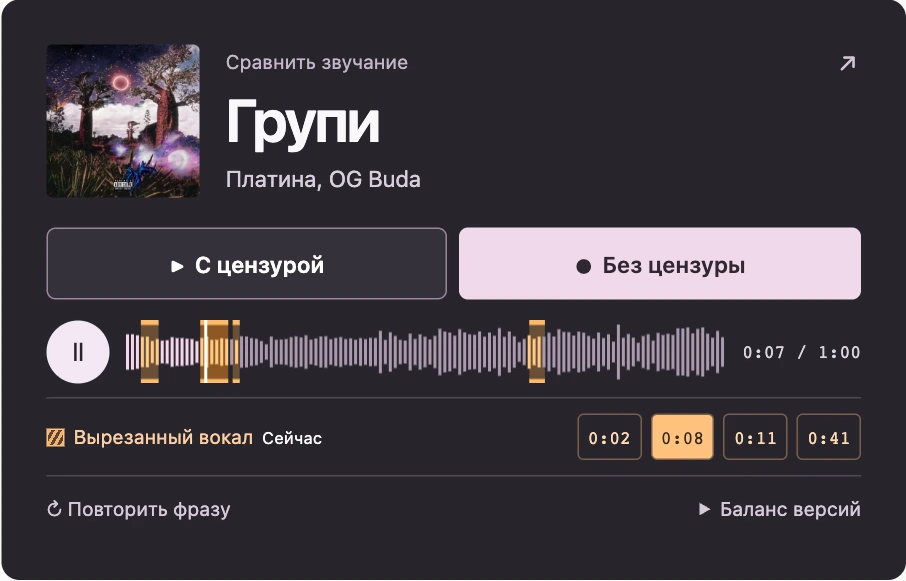 Сравнить звучание
Групи
Платина, OG Buda
С цензурой
Без цензуры
0:07 / 1:00
Вырезанный вокал Сейчас
0:02 0:08 0:11 0:41
Повторить фразу
Баланс версий